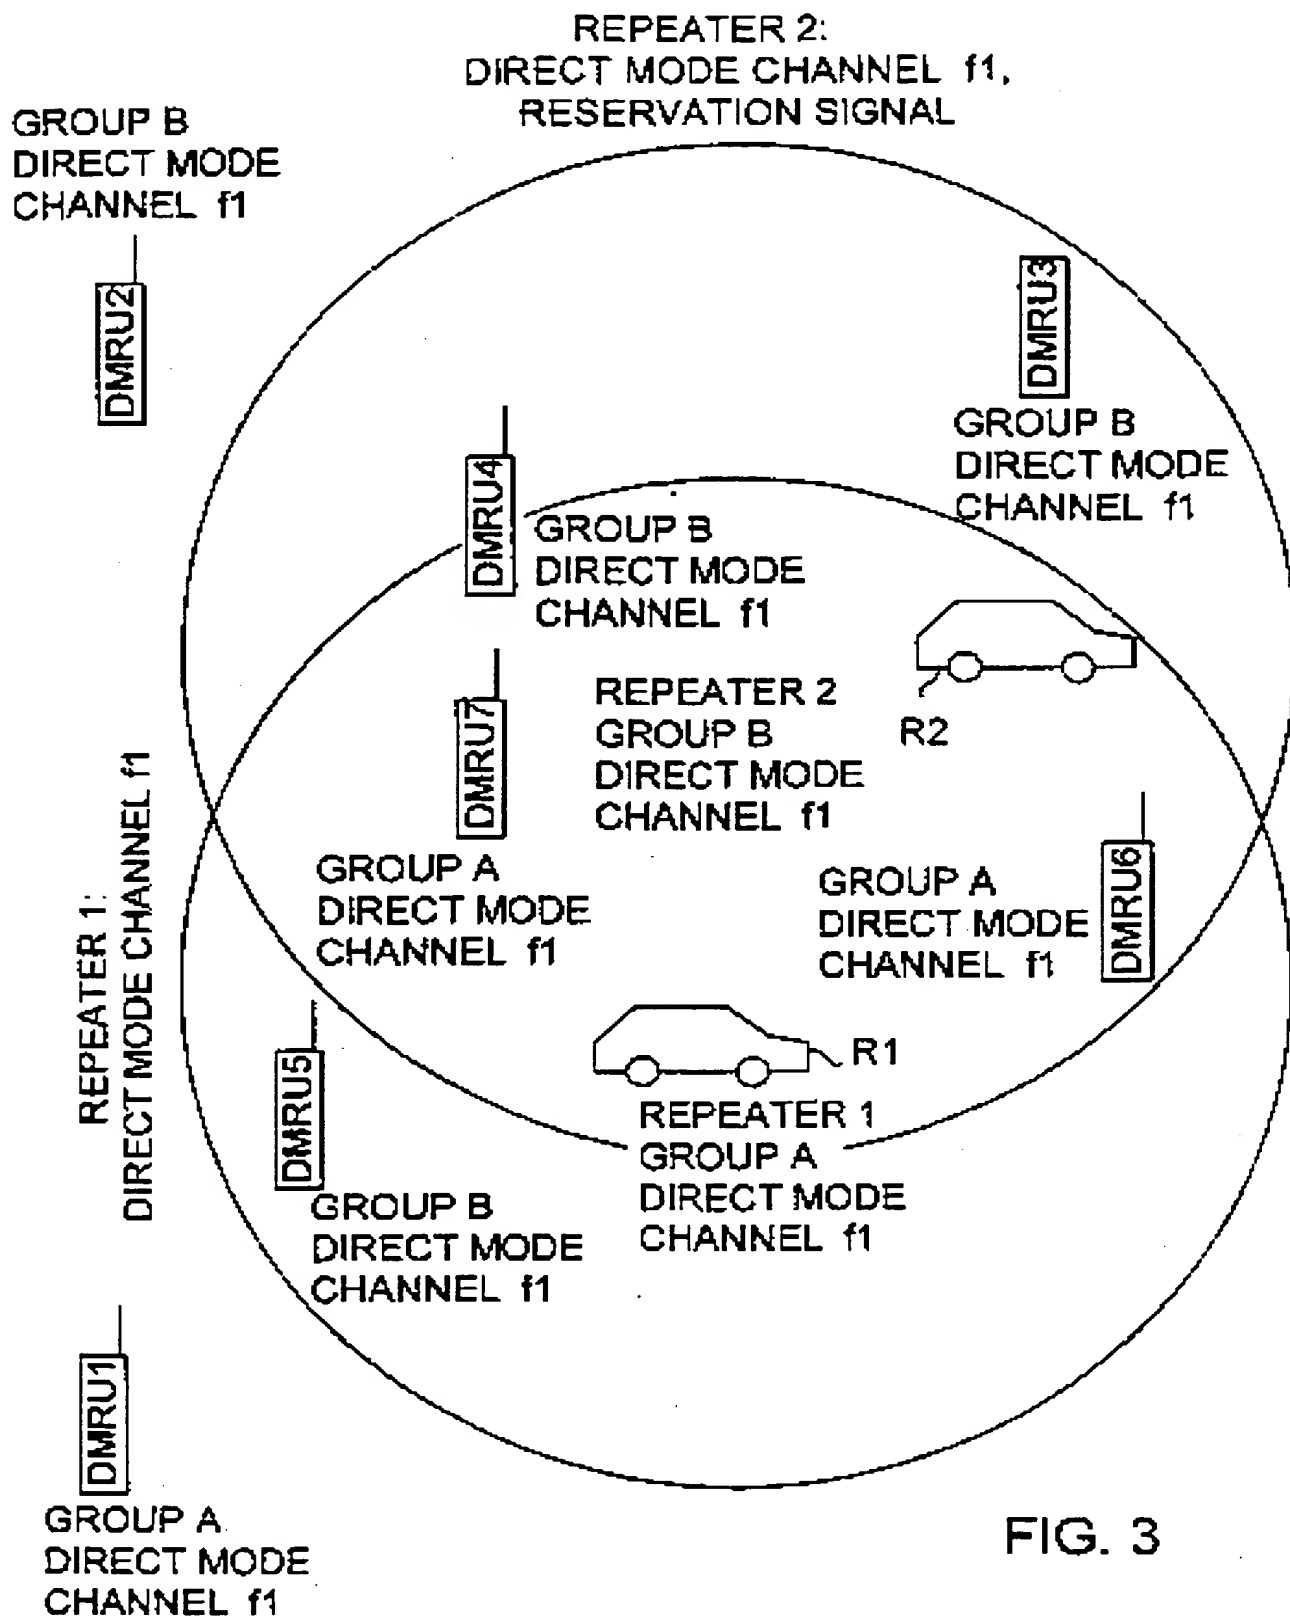 REPEATER 2:
DIRECT MODE CHANNEL f1,
RESERVATION SIGNAL
GROUP B
DIRECT MODE
CHANNEL f1
DMRU2
DMRU3
GROUP B
DIRECT MODE
CHANNEL f1
DMRU4
GROUP B
DIRECT MODE
CHANNEL f1
DMRU7
REPEATER 2
GROUP B
DIRECT MODE
CHANNEL f1
R2
GROUP A
DIRECT MODE
CHANNEL f1
GROUP A
DIRECT MODE
CHANNEL f1
DMRU6
REPEATER 1:
DIRECT MODE CHANNEL f1
R1
DMRU5
REPEATER 1
GROUP A
DIRECT MODE
CHANNEL f1
GROUP B
DIRECT MODE
CHANNEL f1
DMRU1
GROUP A
DIRECT MODE
CHANNEL f1
FIG. 3